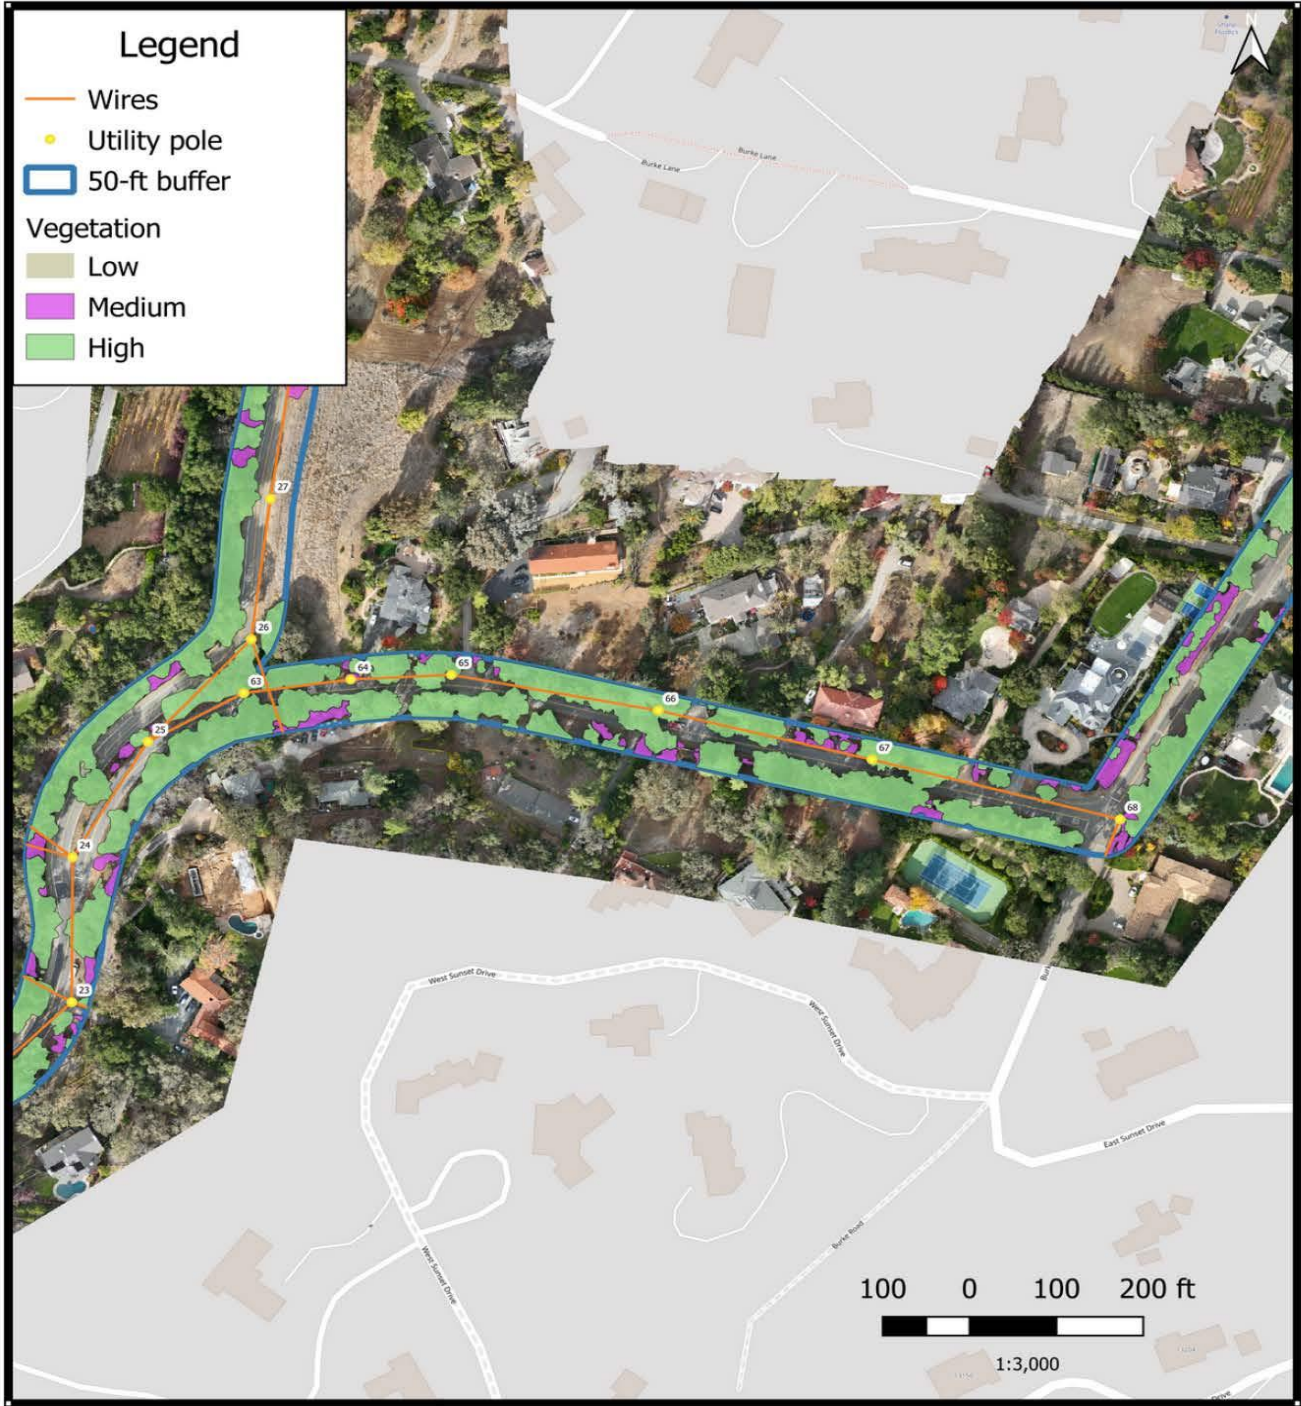 Legend
Wires
Utility pole
50-ft buffer
Vegetation
Low
Medium
High
N
Burke Lane
Burke Lane
27
26
63
64
65
66
67
68
25
24
23
West Sunset Drive
West Sunset Drive
East Sunset Drive
Burke Road
West Sunset Drive
100 0 100 200 ft
1:3,000
Drive